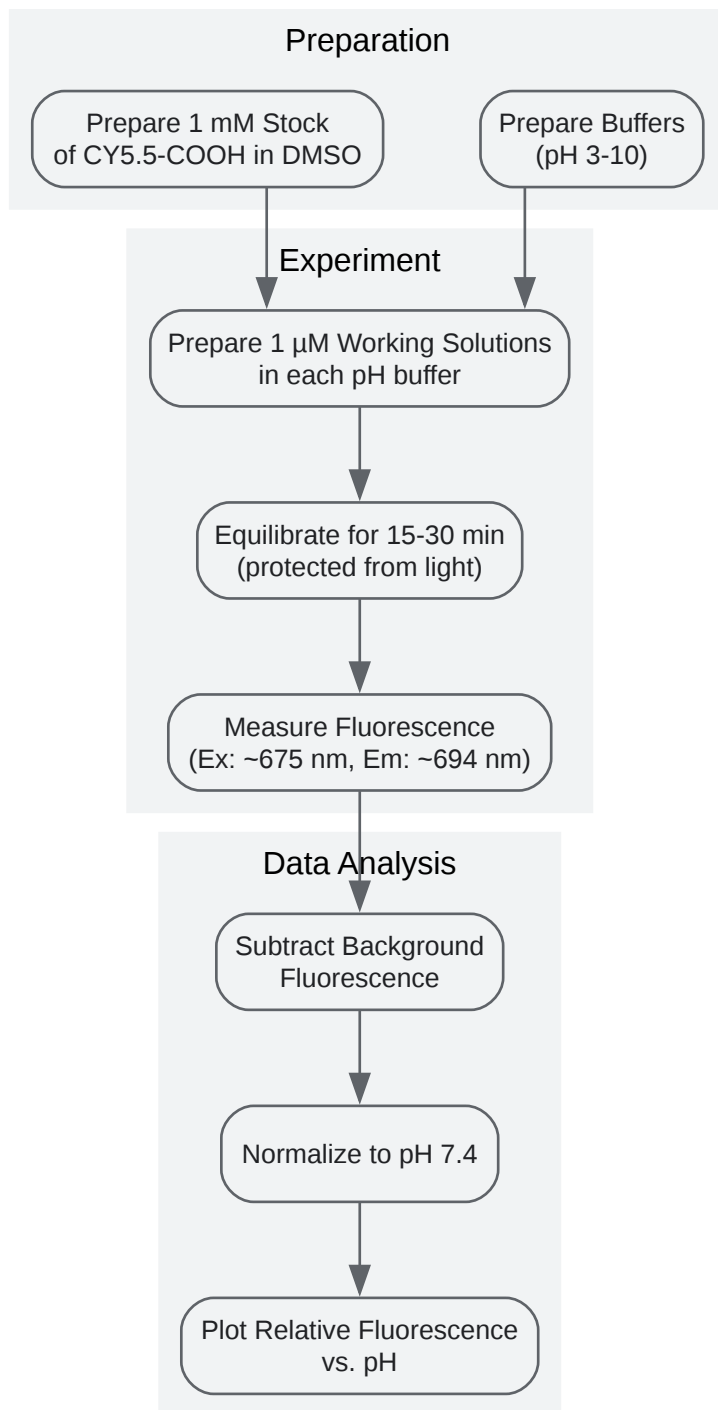 Preparation
Prepare 1 mM Stock
of CY5.5-COOH in DMSO
Prepare Buffers
(pH 3-10)
Experiment
Prepare 1 µM Working Solutions
in each pH buffer
Equilibrate for 15-30 min
(protected from light)
Measure Fluorescence
(Ex: ~675 nm, Em: ~694 nm)
Data Analysis
Subtract Background
Fluorescence
Normalize to pH 7.4
Plot Relative Fluorescence
vs. pH